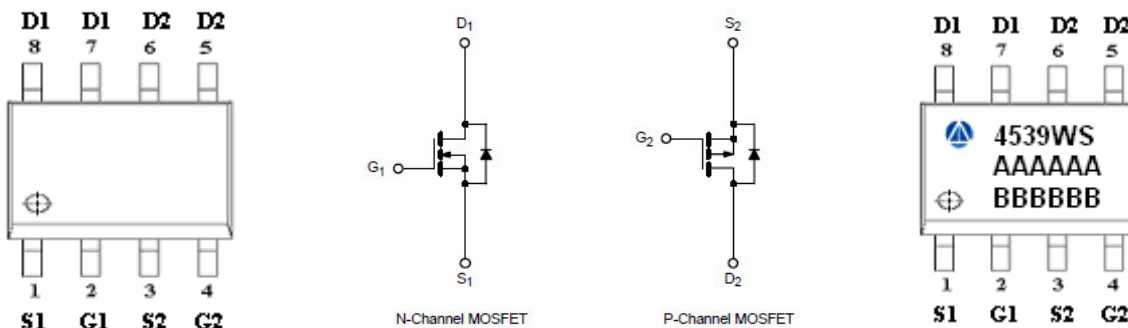 D1 D1 D2 D2
8 7 6 5
1 2 3 4
S1 G1 S2 G2
D1
G1
S1
N-Channel MOSFET
S2
G2
D2
P-Channel MOSFET
D1 D1 D2 D2
8 7 6 5
4539WS
AAAAAA
BBBBBB
1 2 3 4
S1 G1 S2 G2